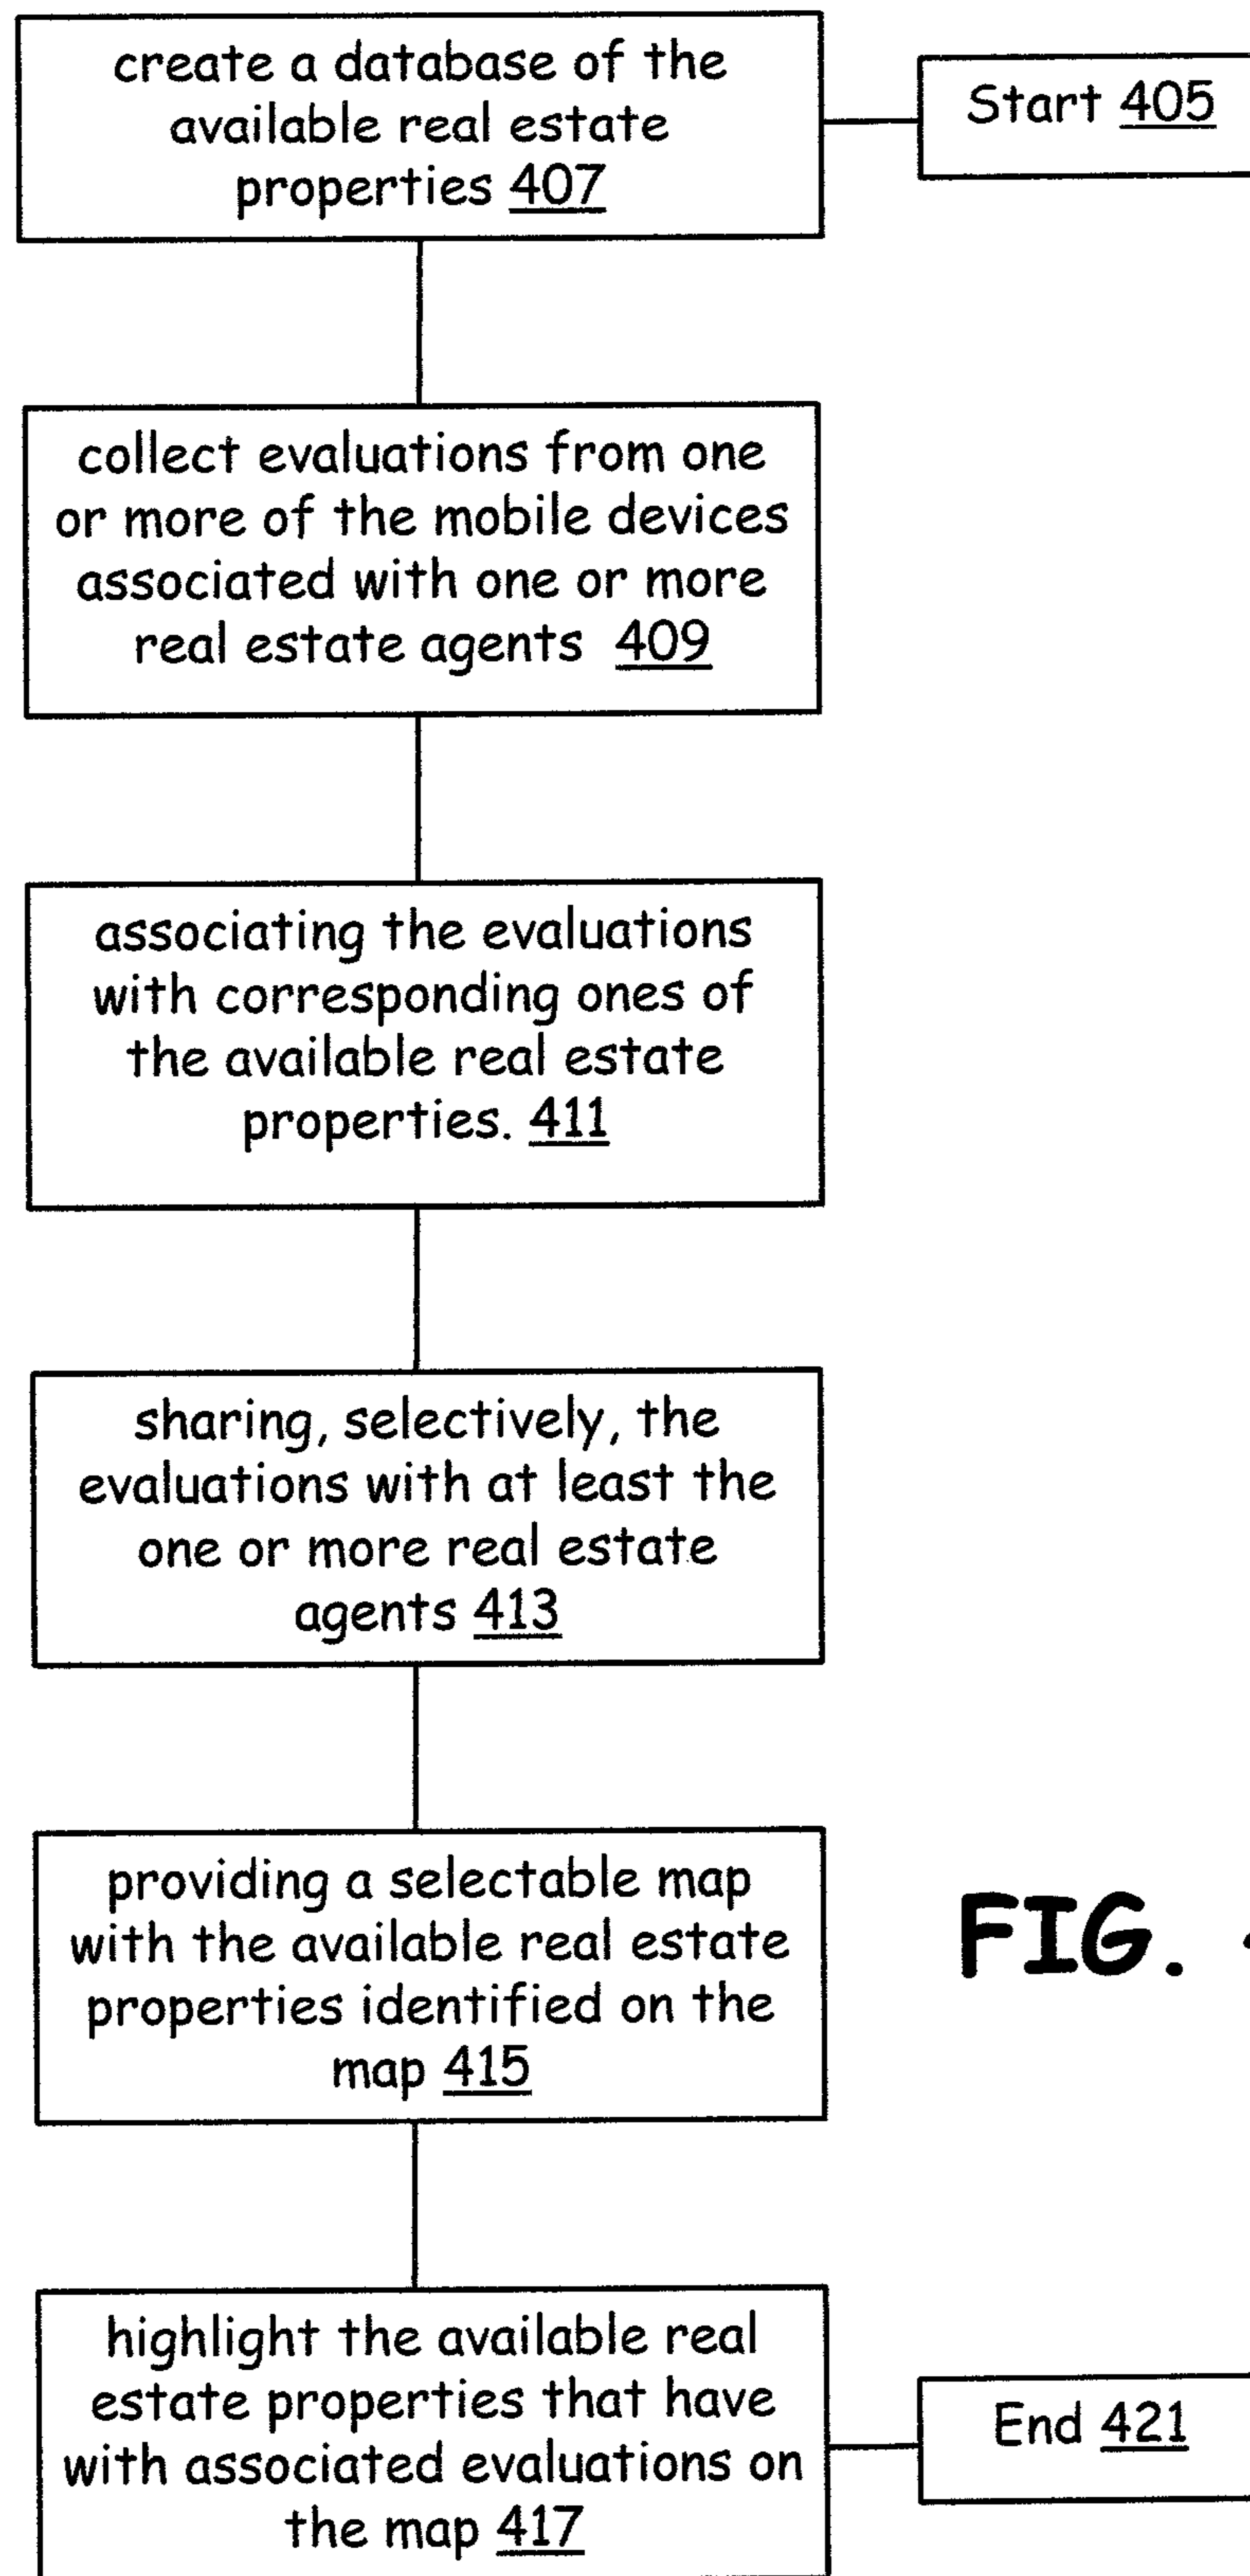 Start 405
create a database of the
available real estate
properties 407
collect evaluations from one
or more of the mobile devices
associated with one or more
real estate agents 409
associating the evaluations
with corresponding ones of
the available real estate
properties. 411
sharing, selectively, the
evaluations with at least the
one or more real estate
agents 413
providing a selectable map
with the available real estate
properties identified on the
map 415
FIG.
highlight the available real
estate properties that have
with associated evaluations on
the map 417
End 421